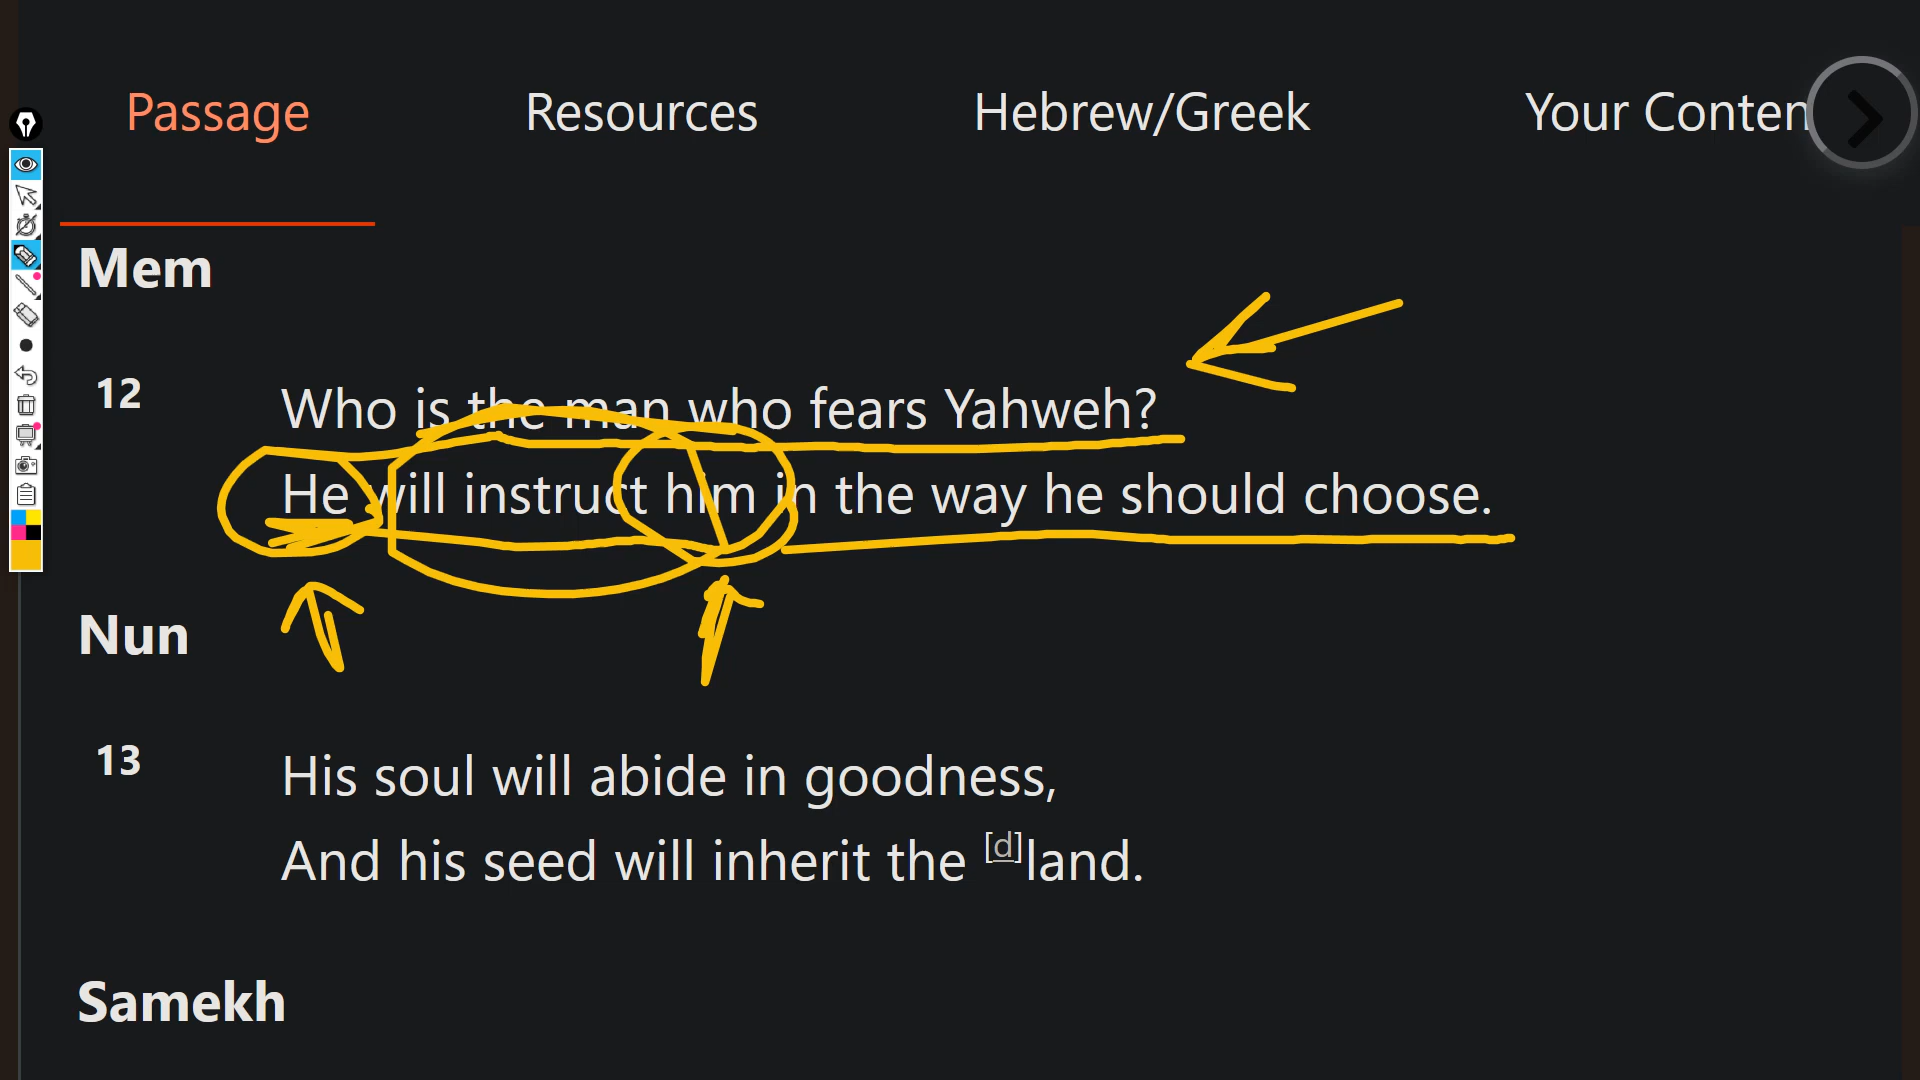 Passage Resources Hebrew/Greek Your Conten
Mem
12 Who is the man who fears Yahweh?
He will instruct him in the way he should choose.
Nun
13 His soul will abide in goodness,
And his seed will inherit the [d]land.
Samekh